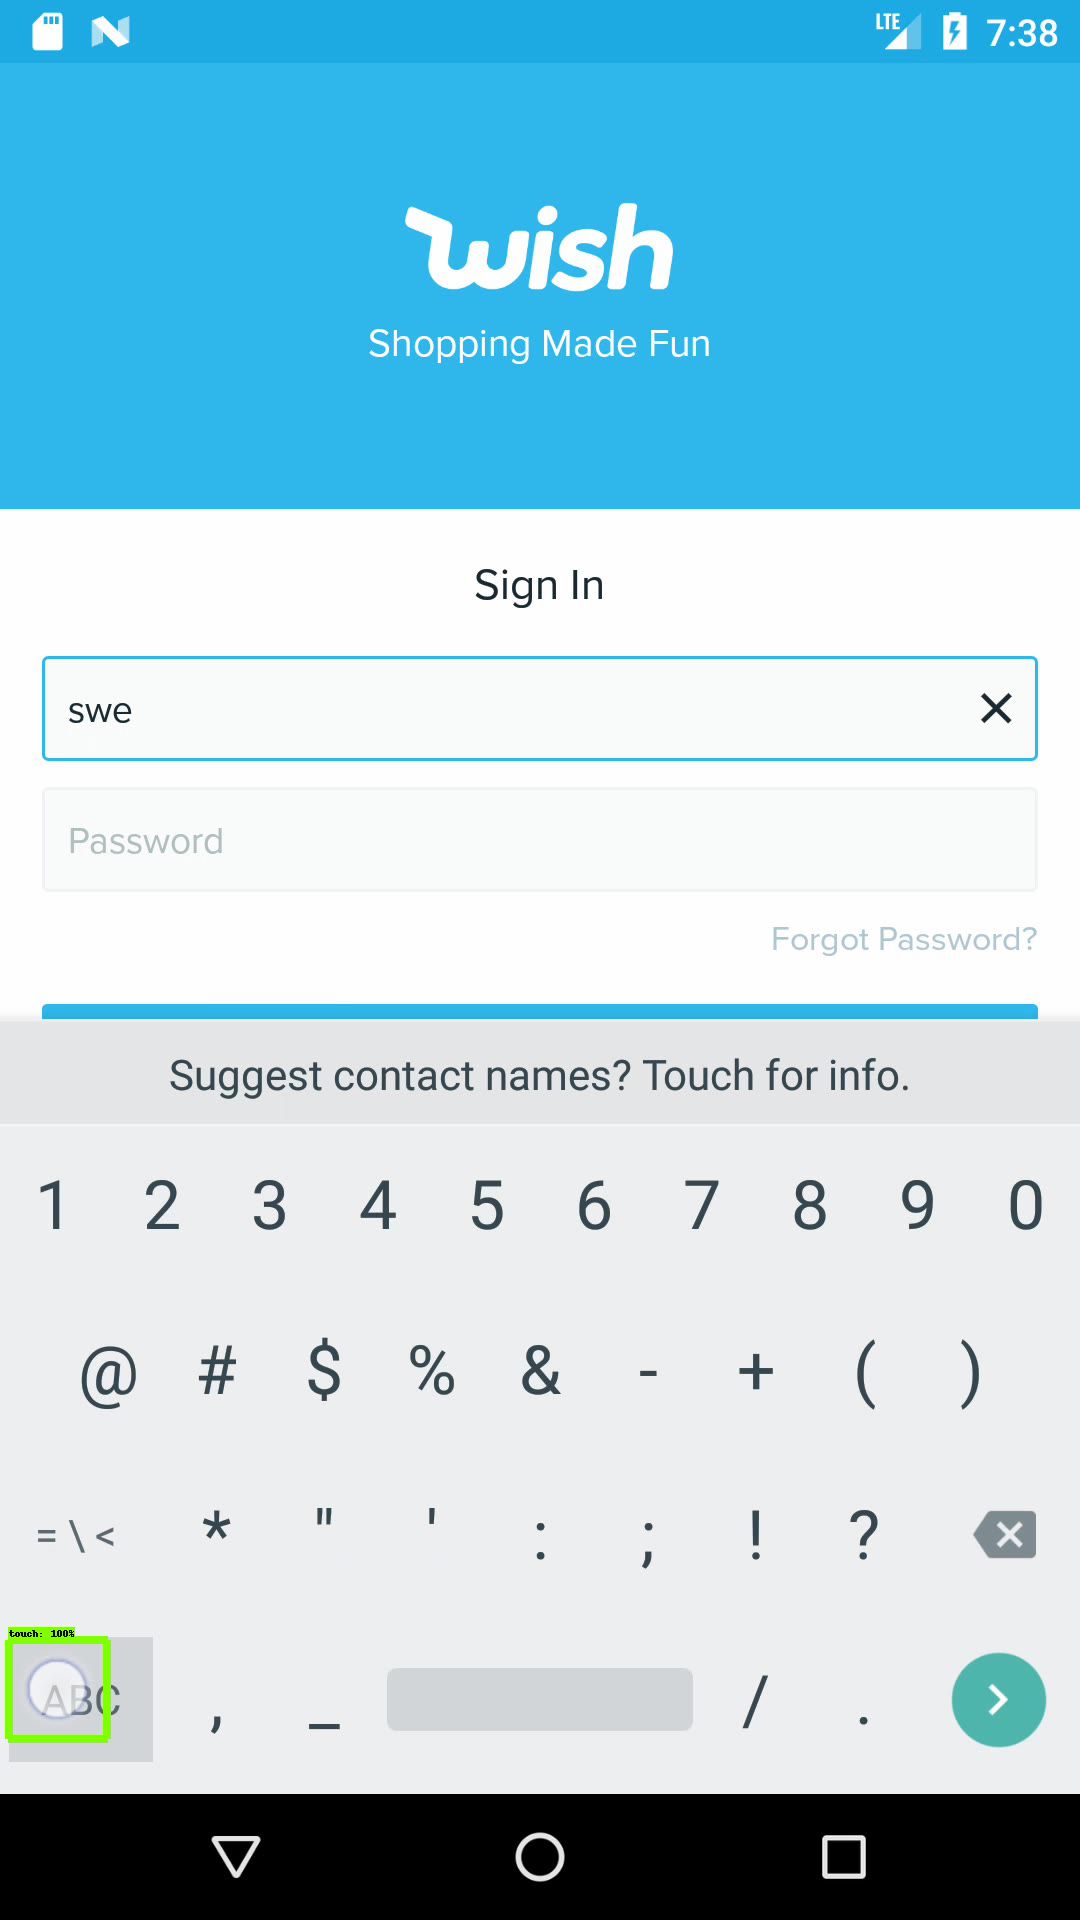 LTE 7:38
wish
Shopping Made Fun
Sign In
swe
Password
Forgot Password?
Suggest contact names? Touch for info.
1 2 3 4 5 6 7 8 9 0
@ # $ % & - + ( )
= \ < * " ' : ; ! ?
touch: 100%
ABC , _ / .